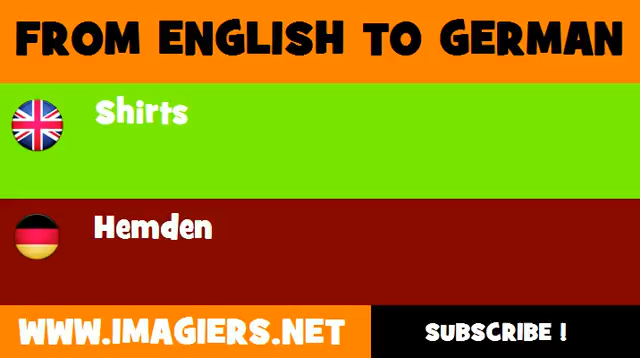 FROM ENGLISH TO GERMAN
Shirts
Hemden
WWW.IMAGIERS.NET
SUBSCRIBE !